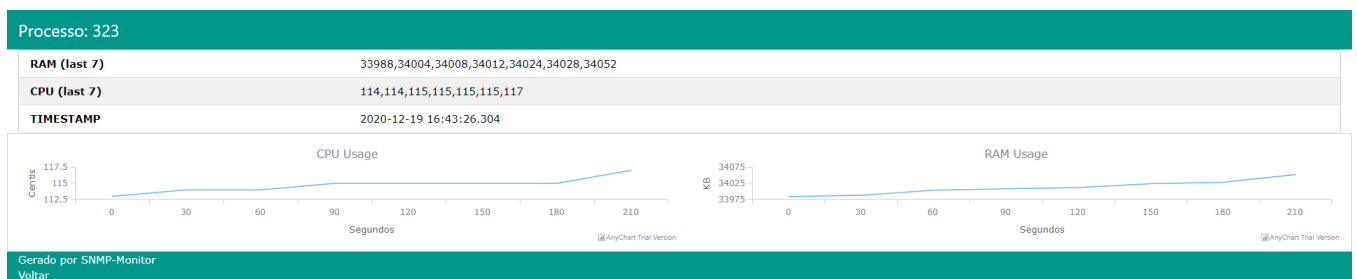 Processo: 323
RAM (last 7) 33988,34004,34008,34012,34024,34028,34052
CPU (last 7) 114,114,115,115,115,115,117
TIMESTAMP 2020-12-19 16:43:26.304
CPU Usage
Centis
117.5
115
112.5
0 30 60 90 120 150 180 210
Segundos
AnyChart Trial Version
RAM Usage
KB
34075
34025
33975
0 30 60 90 120 150 180 210
Segundos
AnyChart Trial Version
Gerado por SNMP-Monitor
Voltar